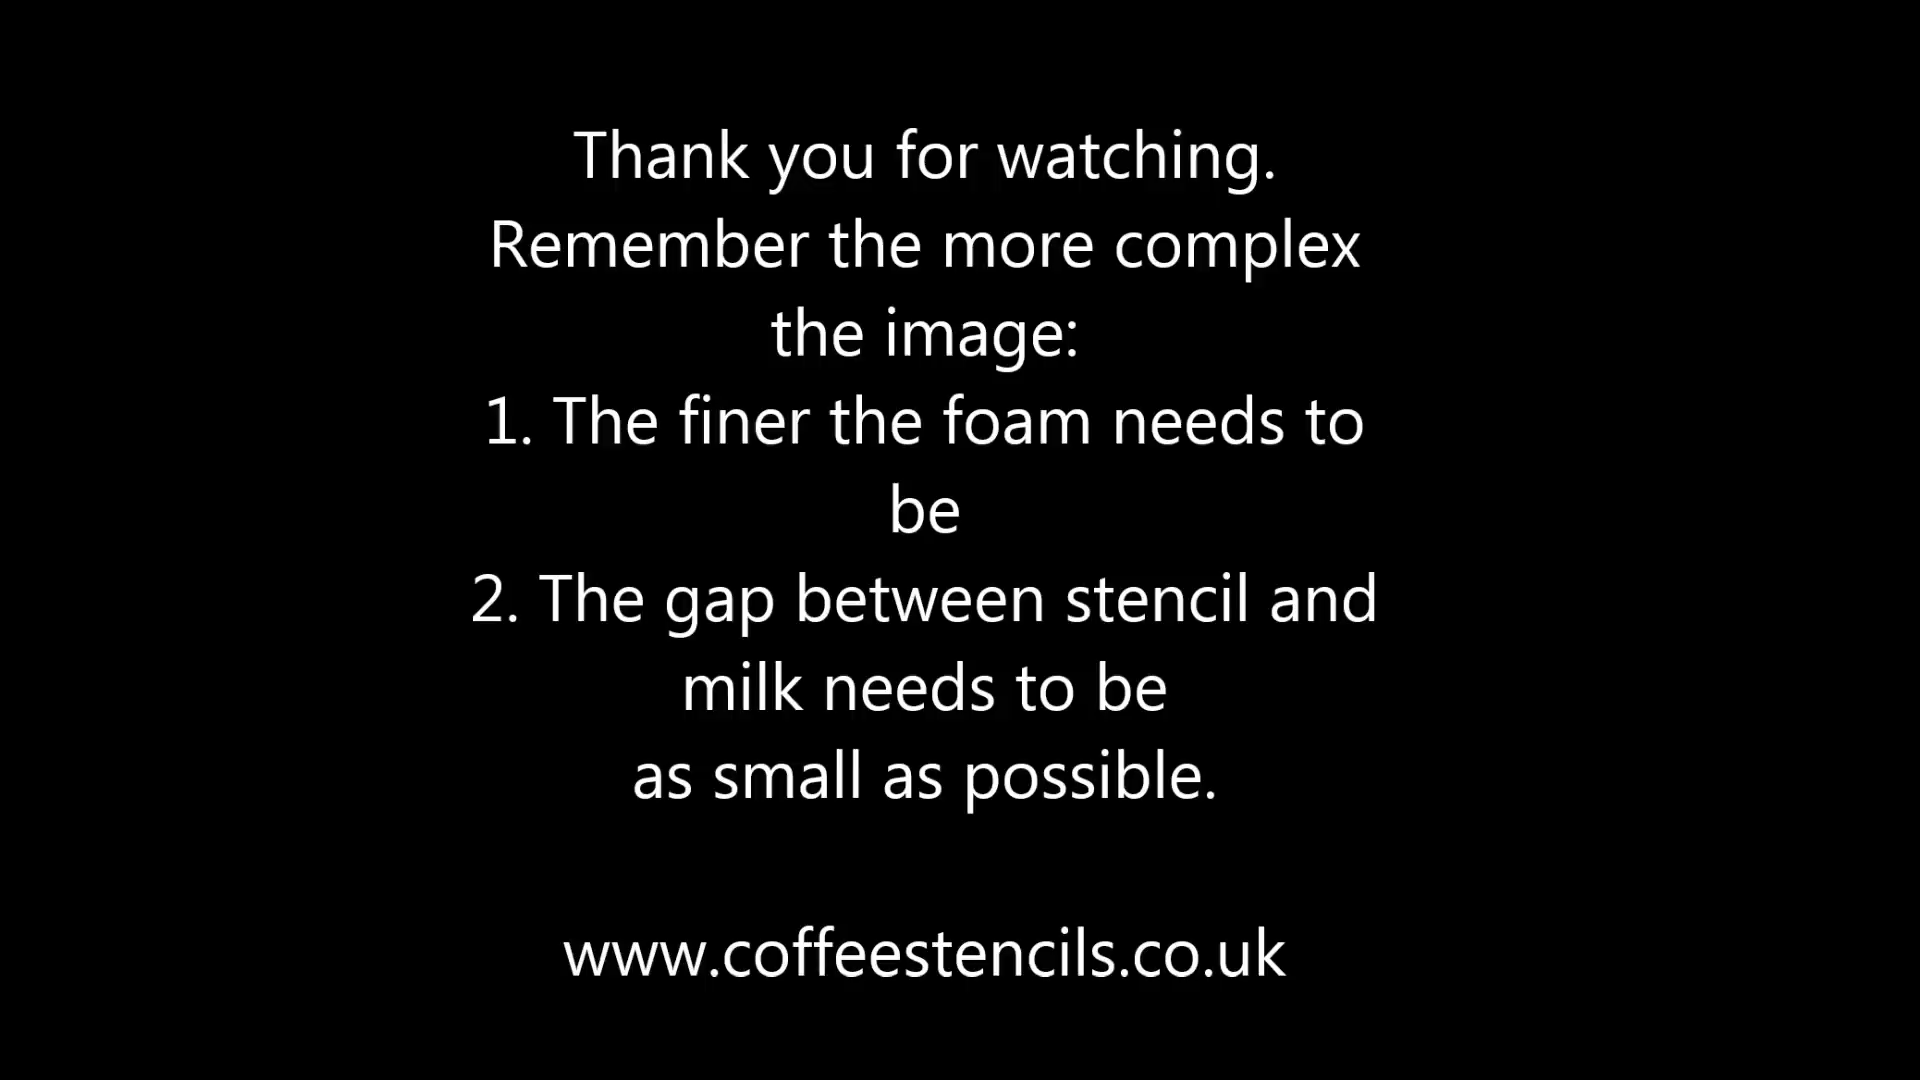 Thank you for watching.
Remember the more complex
the image:
1. The finer the foam needs to
be
2. The gap between stencil and
milk needs to be
as small as possible.
www.coffeestencils.co.uk